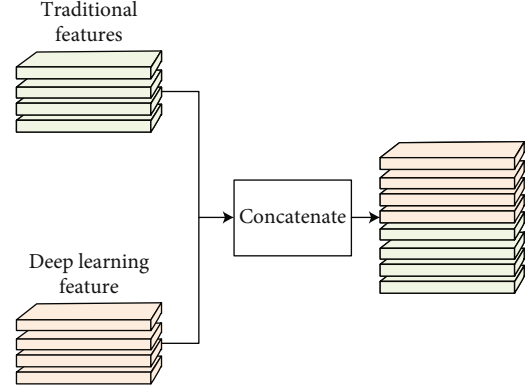 Traditional
features
Concatenate
Deep learning
feature